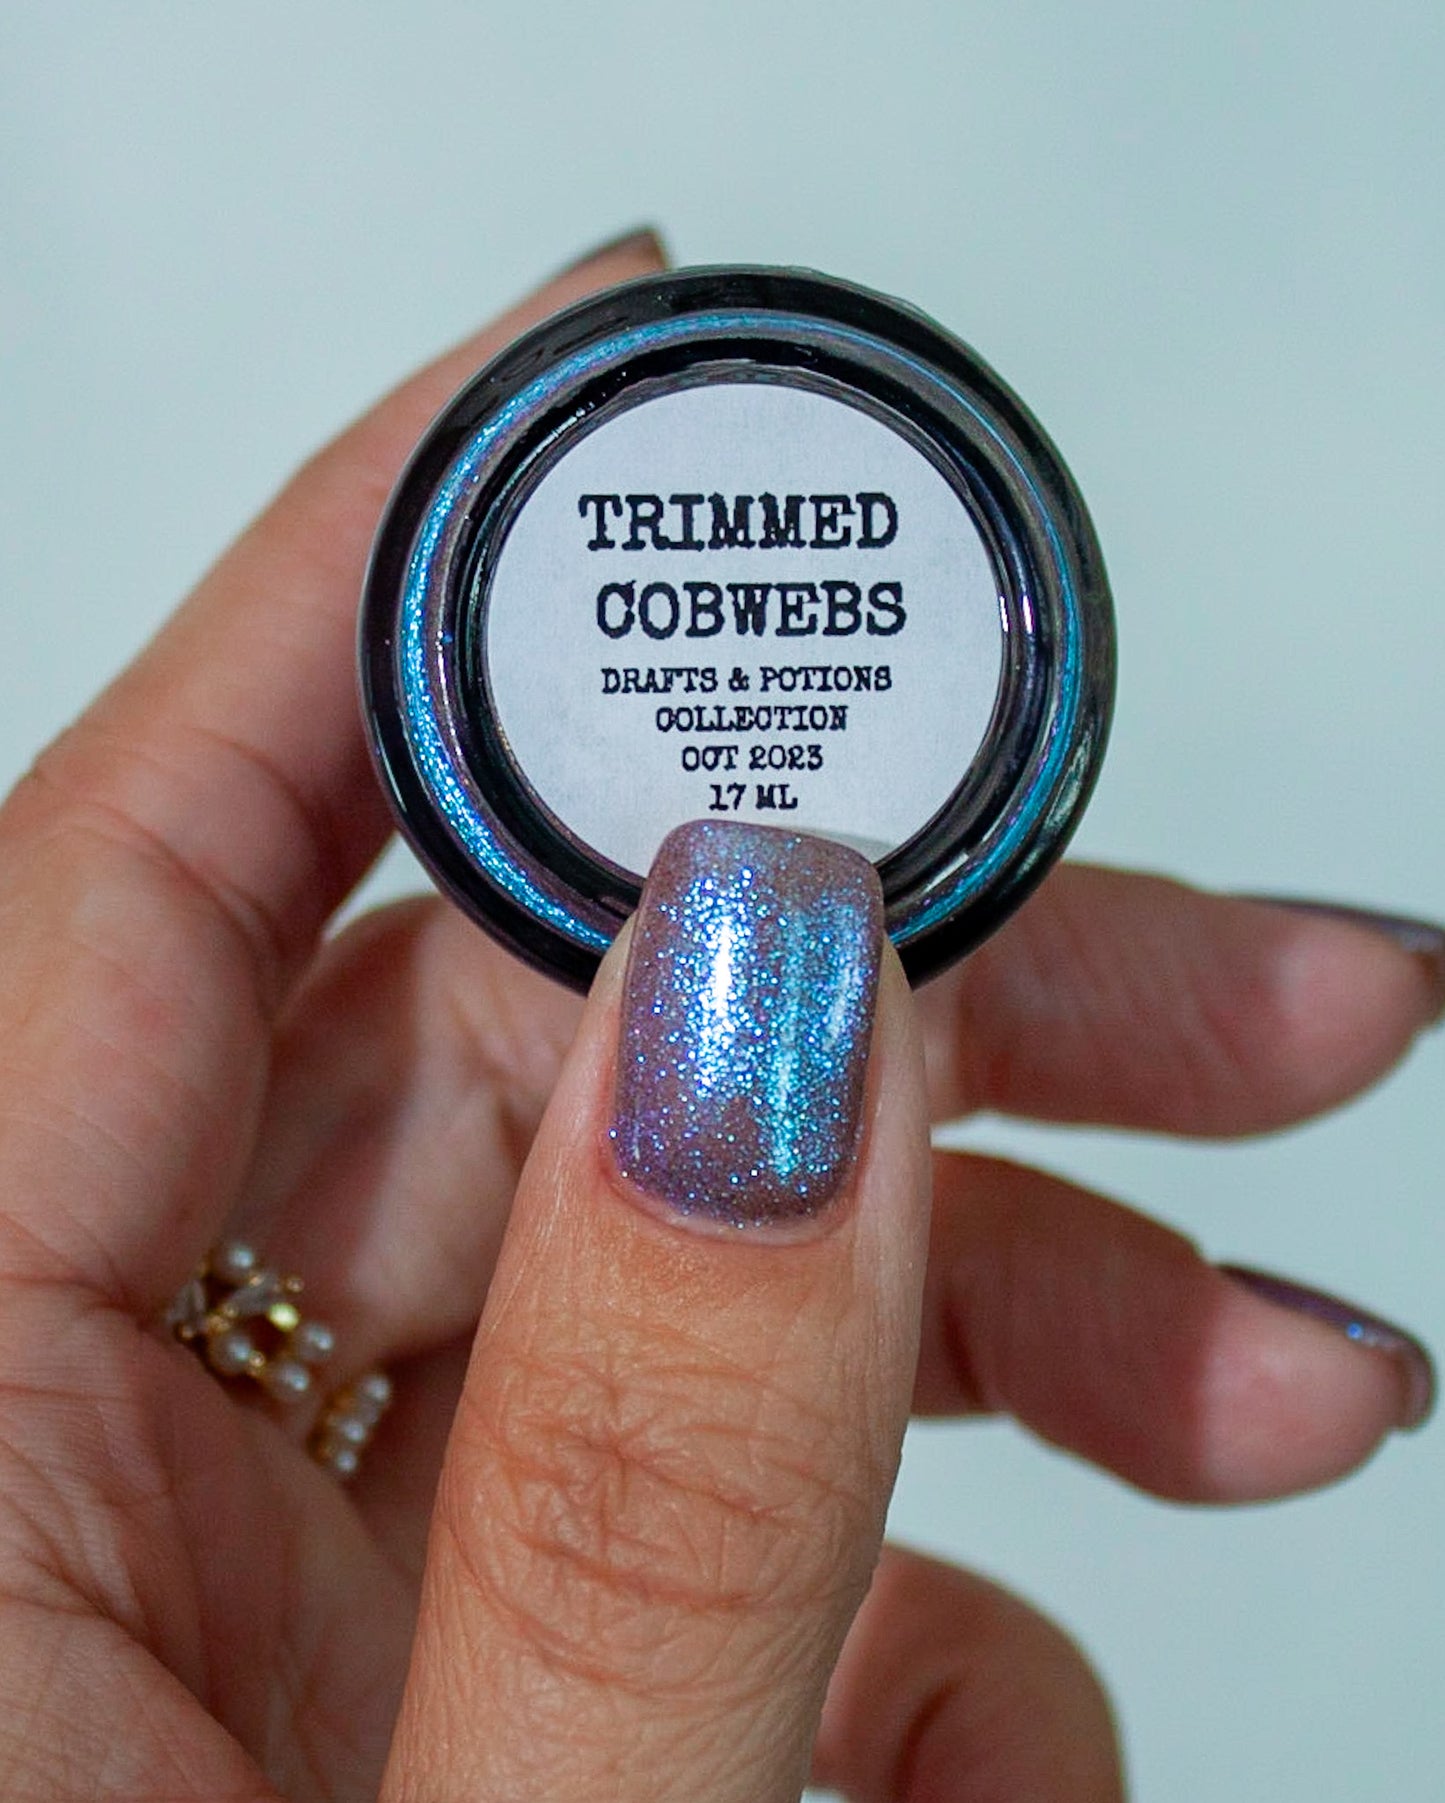 TRIMMED
COBWEBS
DRAFTS & POTIONS
COLLECTION
OCT 2023
17 ML